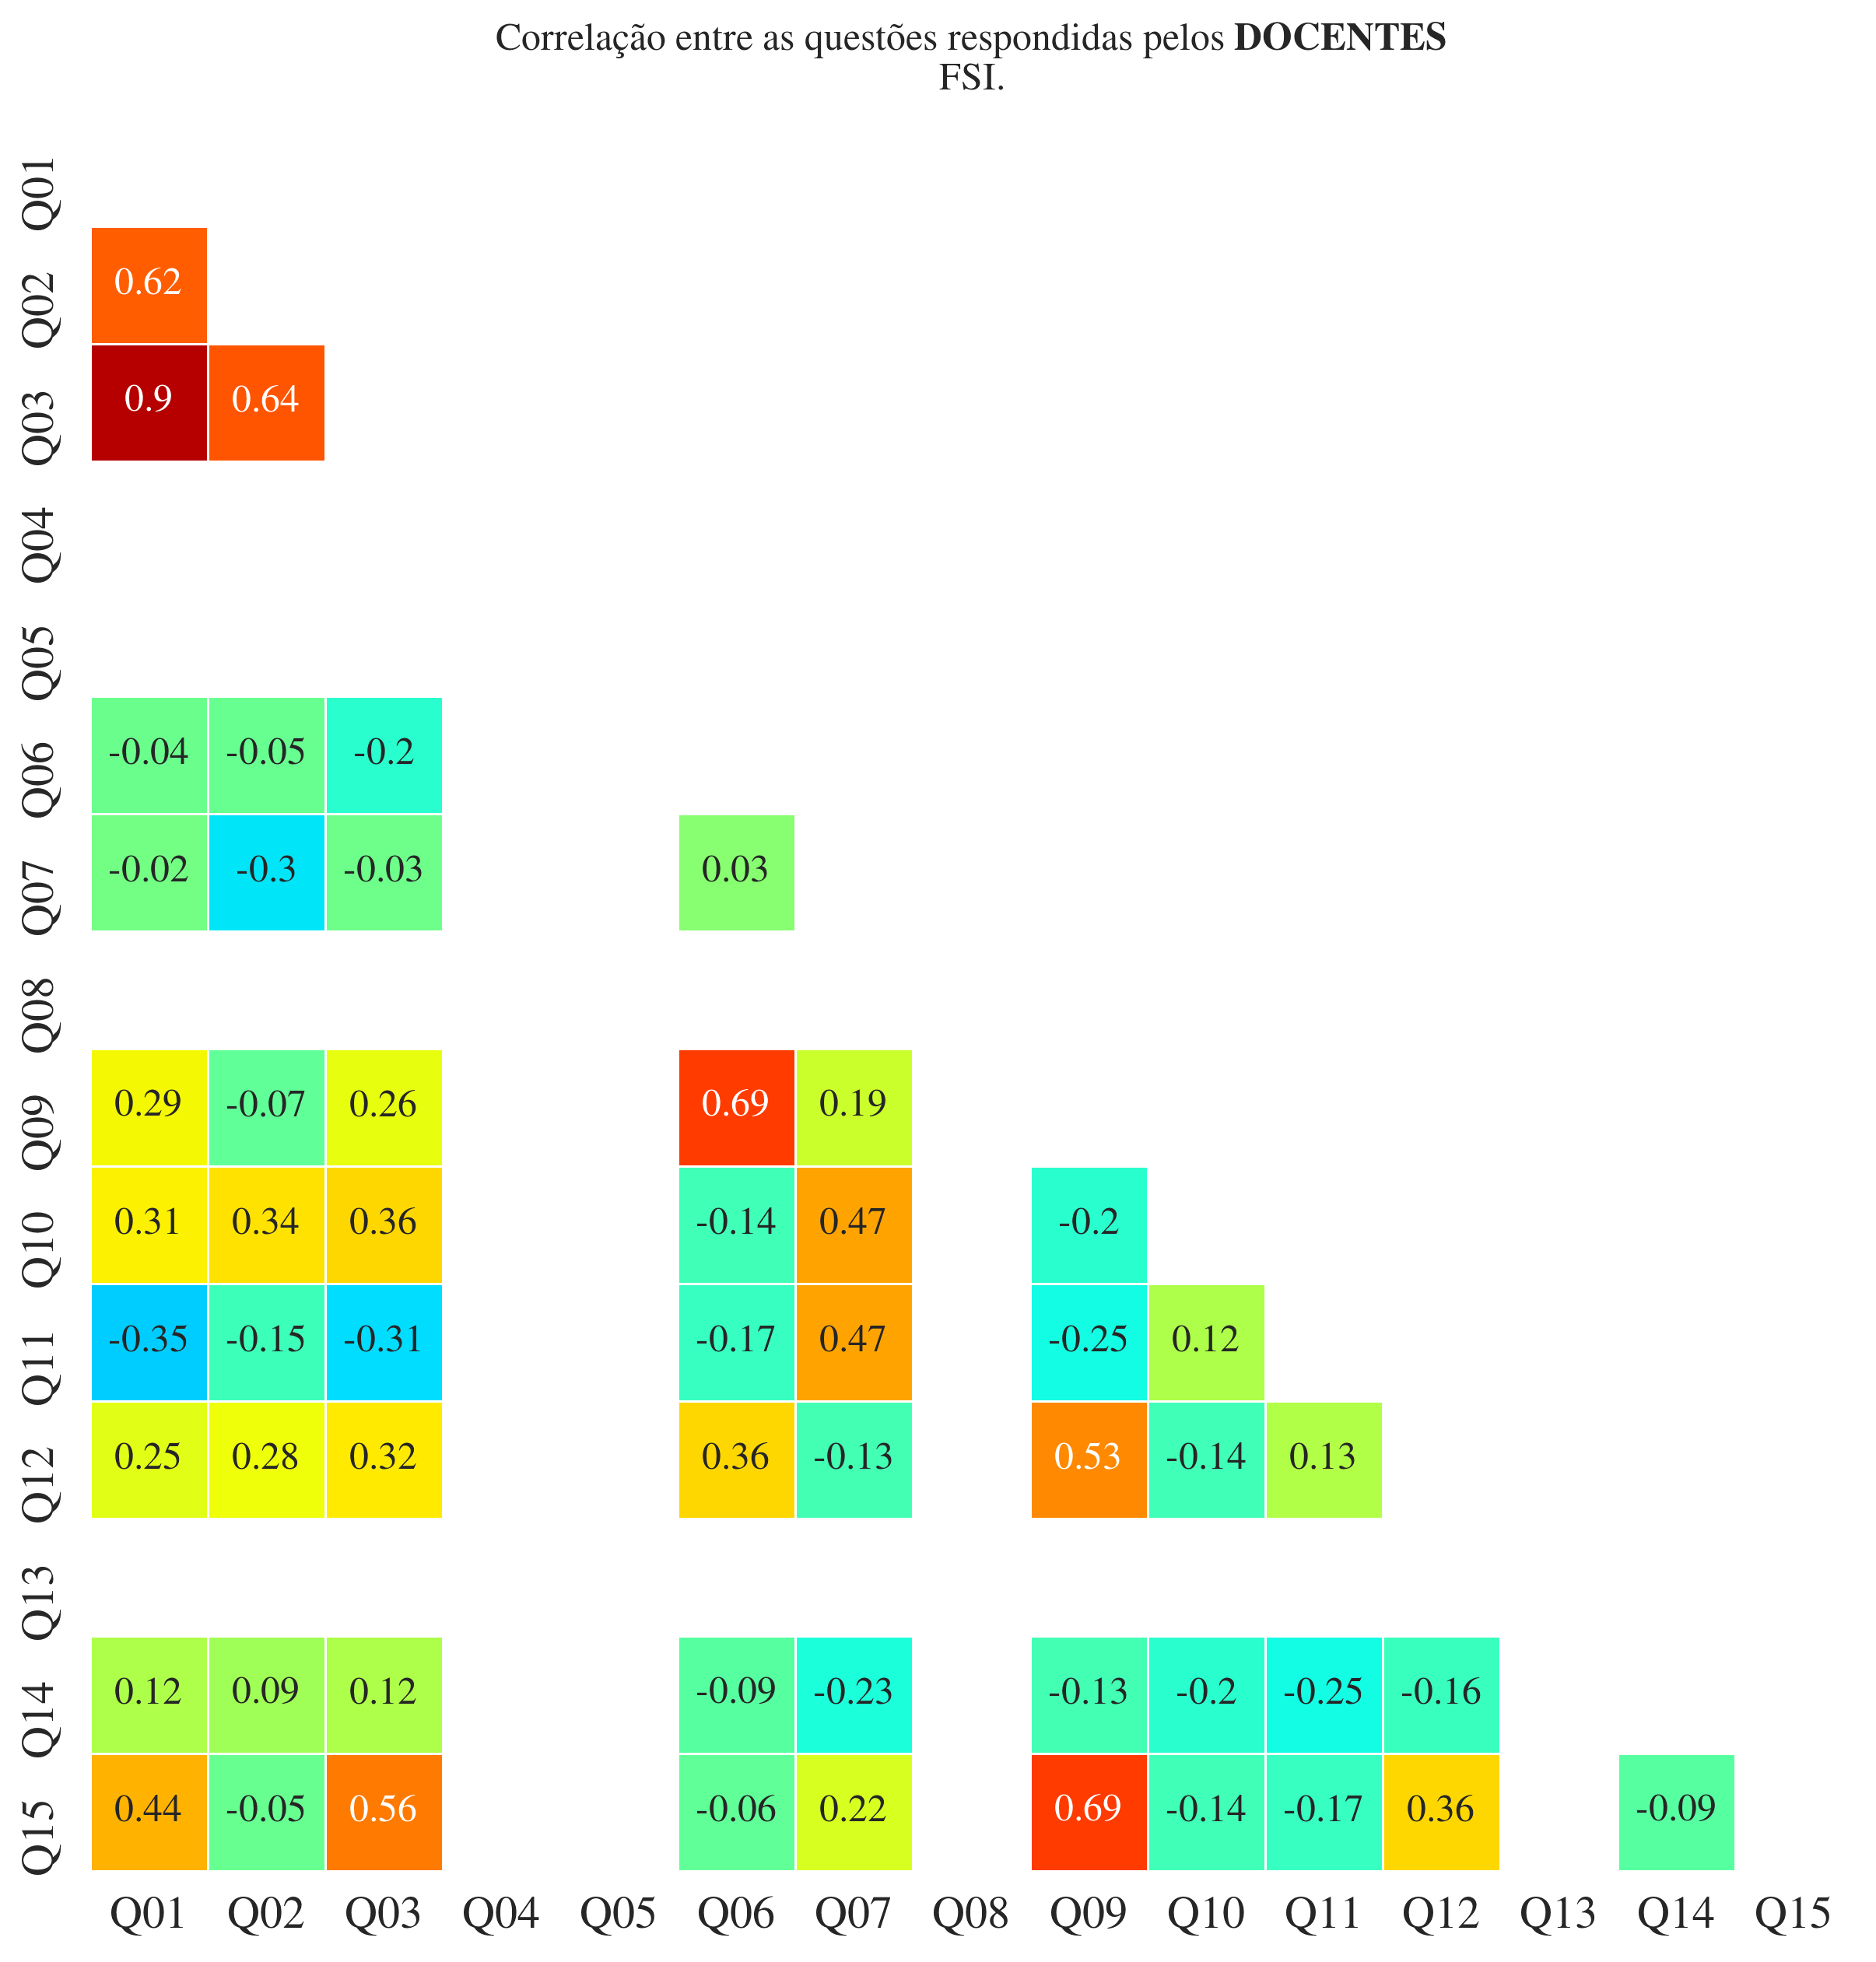 Correlação entre as questões respondidas pelos DOCENTES
FSI.
Q01
Q02 0.62
Q03 0.9 0.64
Q04
Q05
Q06 -0.04 -0.05 -0.2
Q07 -0.02 -0.3 -0.03 0.03
Q08
Q09 0.29 -0.07 0.26 0.69 0.19
Q10 0.31 0.34 0.36 -0.14 0.47 -0.2
Q11 -0.35 -0.15 -0.31 -0.17 0.47 -0.25 0.12
Q12 0.25 0.28 0.32 0.36 -0.13 0.53 -0.14 0.13
Q13
Q14 0.12 0.09 0.12 -0.09 -0.23 -0.13 -0.2 -0.25 -0.16
Q15 0.44 -0.05 0.56 -0.06 0.22 0.69 -0.14 -0.17 0.36 -0.09
Q01 Q02 Q03 Q04 Q05 Q06 Q07 Q08 Q09 Q10 Q11 Q12 Q13 Q14 Q15